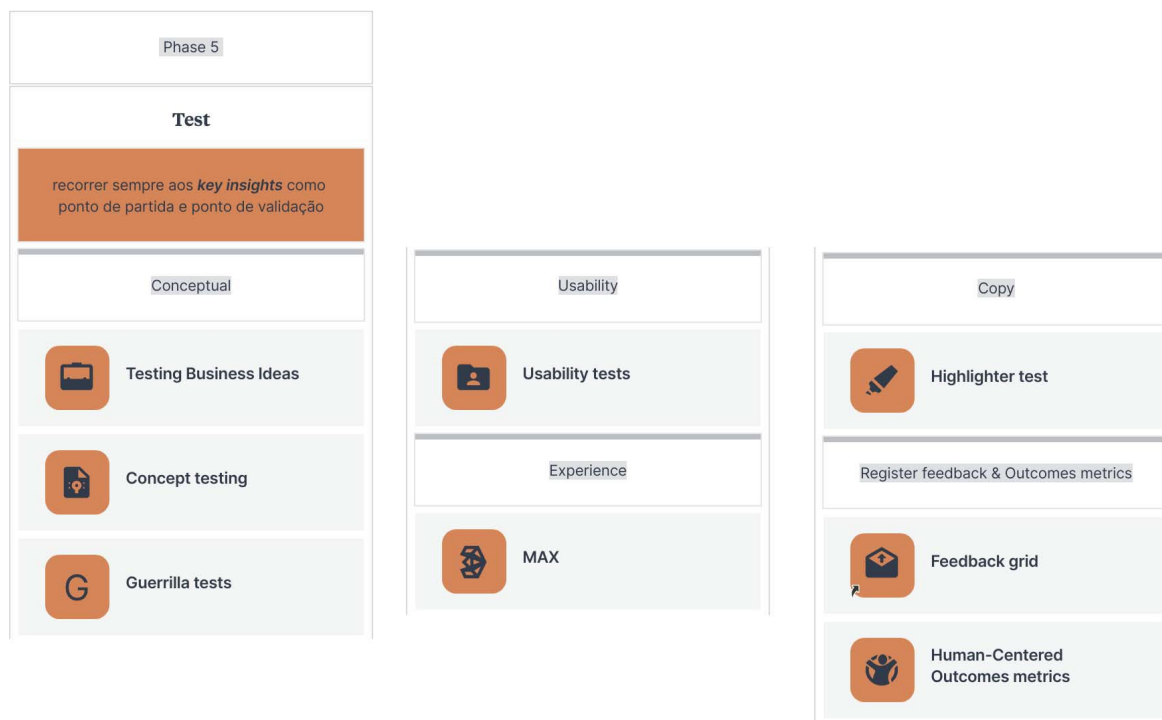 Phase 5
Test
recorrer sempre aos key insights como
ponto de partida e ponto de validação
Conceptual
Testing Business Ideas
Concept testing
G
Guerrilla tests
Usability
Usability tests
Experience
MAX
Copy
Highlighter test
Register feedback & Outcomes metrics
Feedback grid
Human-Centered
Outcomes metrics